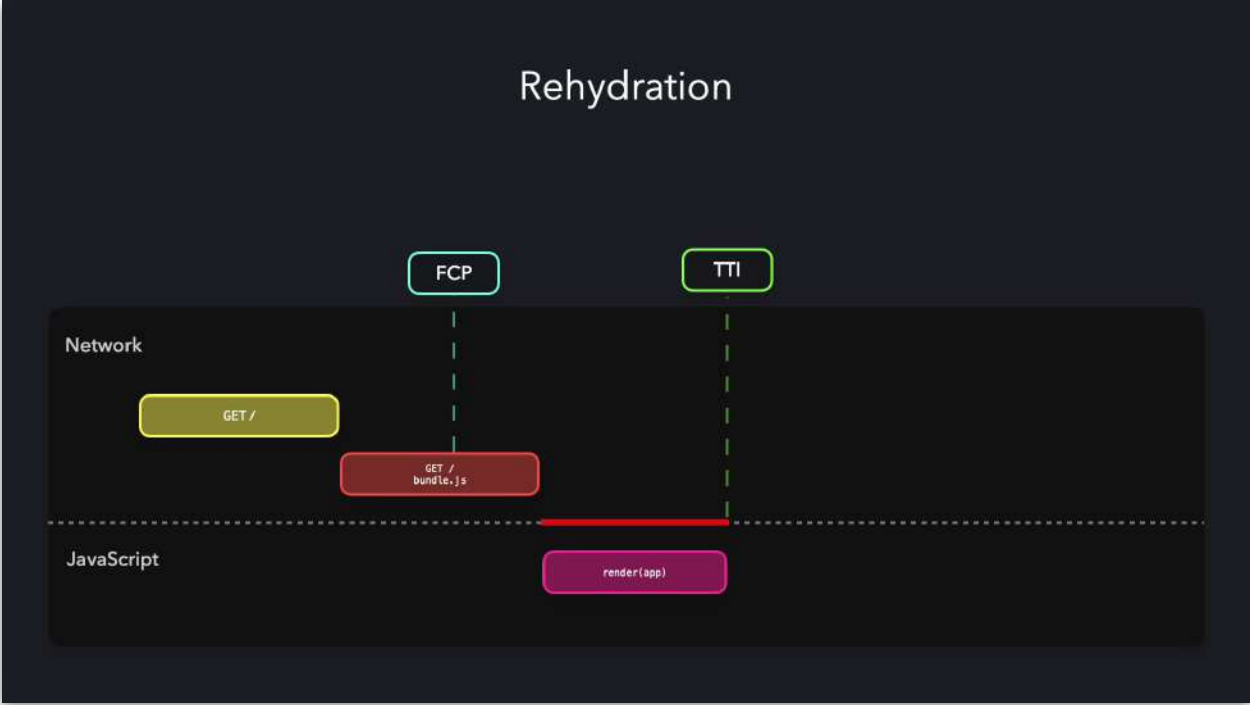 Rehydration
FCP
TTI
Network
GET /
GET /
bundle.js
JavaScript
render(app)